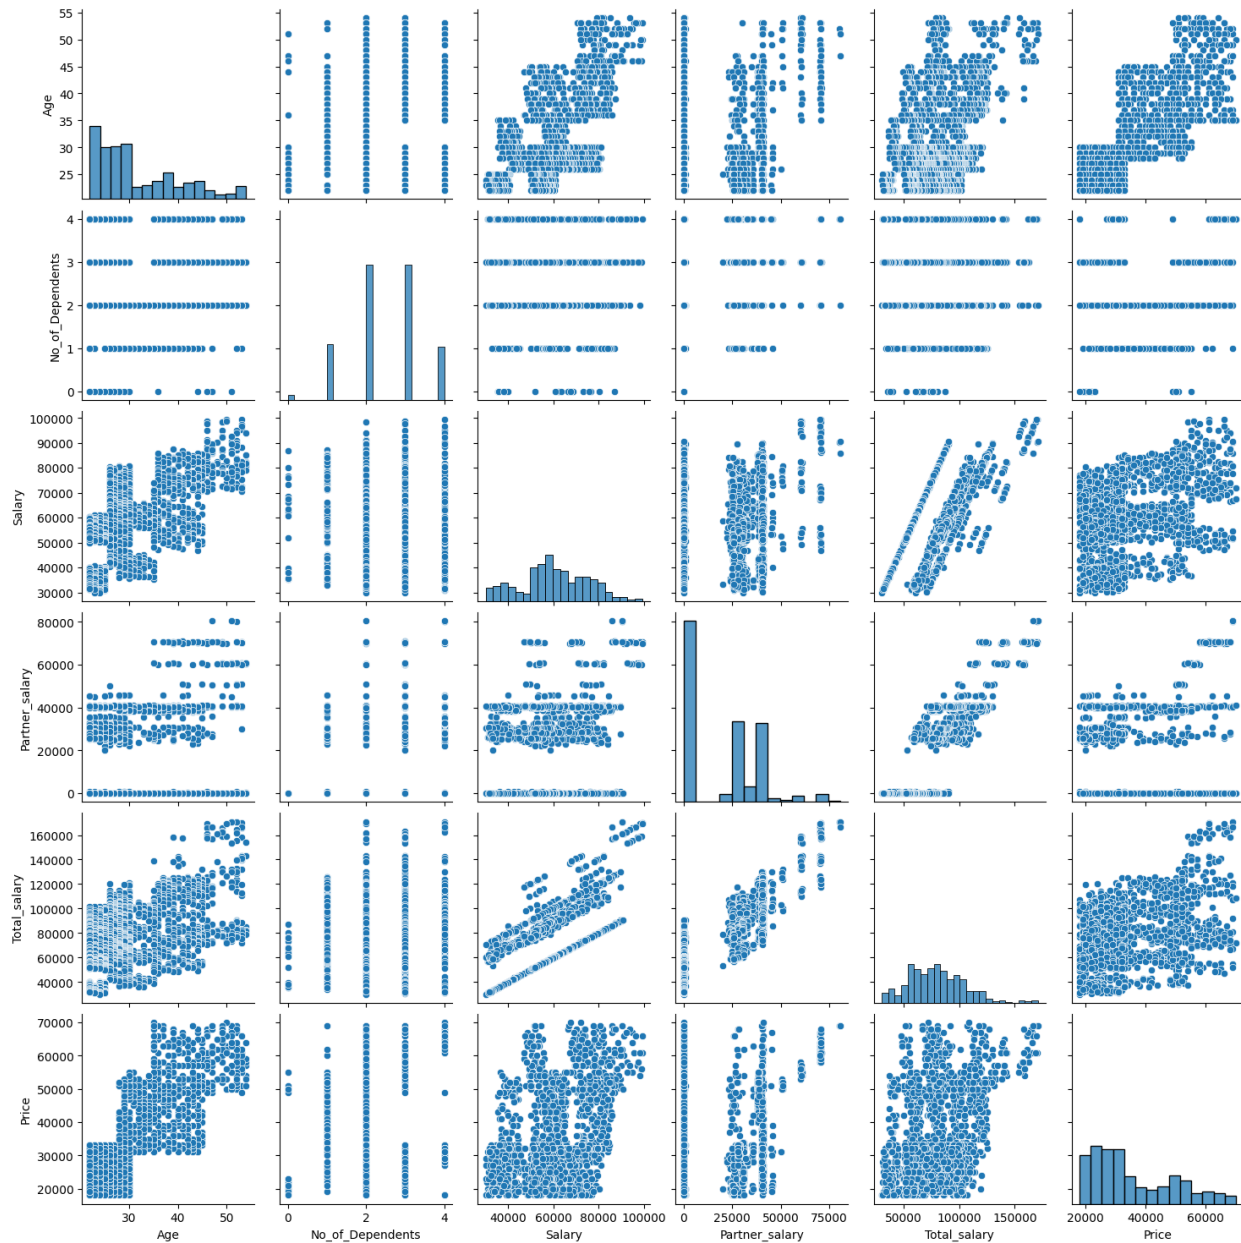 55
50
45
40
35
30
25
Age
4
3
2
1
0
No_of_Dependents
100000
90000
80000
70000
60000
50000
40000
30000
Salary
80000
60000
40000
20000
0
Partner_salary
160000
140000
120000
100000
80000
60000
40000
Total_salary
70000
60000
50000
40000
30000
20000
Price
30 40 50
0 2 4
40000 60000 80000 100000
0 25000 50000 75000
50000 100000 150000
20000 40000 60000
Age No_of_Dependents Salary Partner_salary Total_salary Price